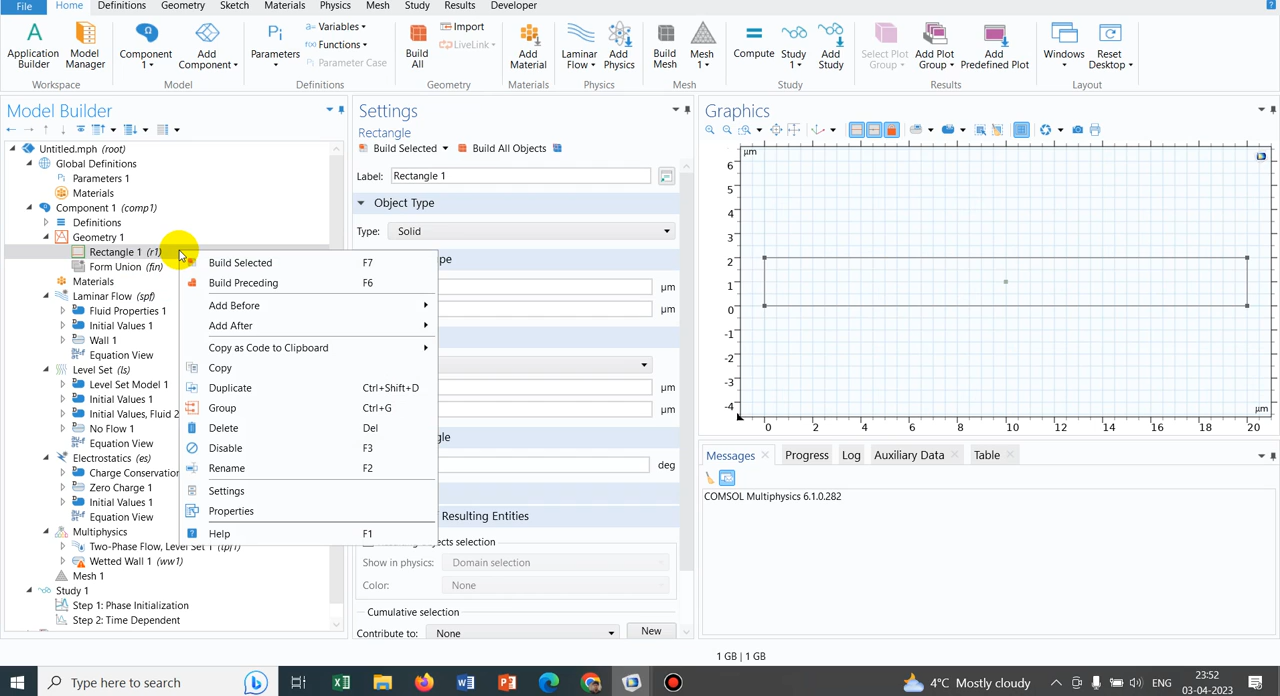 File Home Definitions Geometry Sketch Materials Physics Mesh Study Results Developer
Application Builder
Model Manager
Workspace
Component 1
Add Component
Model
Parameters
Variables
Functions
Parameter Case
Definitions
Build All
Import
LiveLink
Geometry
Add Material
Materials
Laminar Flow
Add Physics
Physics
Build Mesh
Mesh 1
Mesh
Compute
Study 1
Add Study
Study
Select Plot Group
Add Plot Group
Add Predefined Plot
Results
Windows
Reset Desktop
Layout
Model Builder
Untitled.mph (root)
Global Definitions
Parameters 1
Materials
Component 1 (comp1)
Definitions
Geometry 1
Rectangle 1 (r1)
Form Union (fin)
Materials
Laminar Flow (spf)
Fluid Properties 1
Initial Values 1
Wall 1
Equation View
Level Set (ls)
Level Set Model 1
Initial Values 1
Initial Values, Fluid 2
No Flow 1
Equation View
Electrostatics (es)
Charge Conservation
Zero Charge 1
Initial Values 1
Equation View
Multiphysics
Two-Phase Flow, Level Set 1 (tpf1)
Wetted Wall 1 (ww1)
Mesh 1
Study 1
Step 1: Phase Initialization
Step 2: Time Dependent
Build Selected F7
Build Preceding F6
Add Before
Add After
Copy as Code to Clipboard
Copy
Duplicate Ctrl+Shift+D
Group Ctrl+G
Delete Del
Disable F3
Rename F2
Settings
Properties
Help F1
Settings
Rectangle
Build Selected Build All Objects
Label: Rectangle 1
Object Type
Type: Solid
µm
µm
µm
µm
deg
Resulting Entities
Show in physics: Domain selection
Color: None
Cumulative selection
Contribute to: None New
Graphics
µm
6
5
4
3
2
1
0
-1
-2
-3
-4
µm
0 2 4 6 8 10 12 14 16 18 20
Messages Progress Log Auxiliary Data Table
COMSOL Multiphysics 6.1.0.282
1 GB | 1 GB
Type here to search
4°C Mostly cloudy
ENG
23:52
03-04-2023